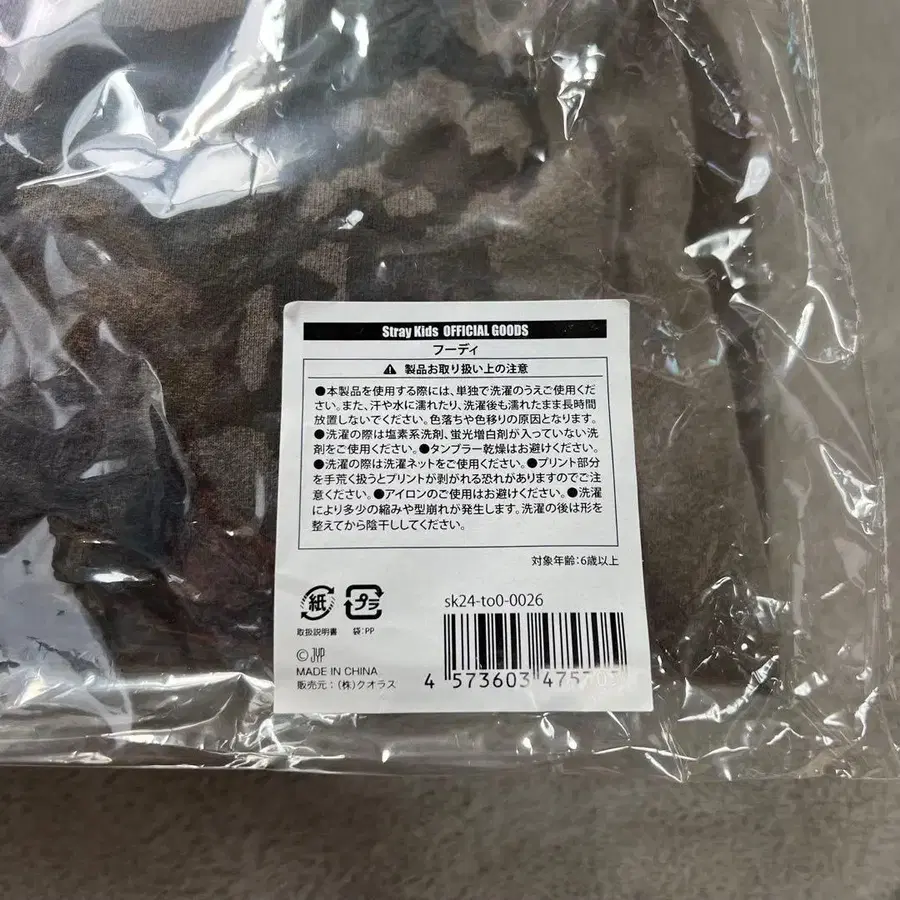 Stray Kids OFFICIAL GOODS
フーディ
⚠ 製品お取り扱い上の注意
●本製品を使用する際には、単独で洗濯のうえご使用くだ
さい。また、汗や水に濡れたり、洗濯後も濡れたまま長時間
放置しないでください。色落ちや色移りの原因となります。
●洗濯の際は塩素系洗剤、蛍光増白剤が入っていない洗
剤をご使用ください。●タンブラー乾燥はお避けください。
●洗濯の際は洗濯ネットをご使用ください。●プリント部分
を手荒く扱うとプリントが剥がれる恐れがありますのでご注
意ください。●アイロンのご使用はお避けください。●洗濯
により多少の縮みや型崩れが発生します。洗濯の後は形を
整えてから陰干ししてください。
対象年齢:6歳以上
紙 プラ
取扱説明書 袋:PP
sk24-to0-0026
© JYP
MADE IN CHINA.
販売元:(株)クオラス
4 573603 475703